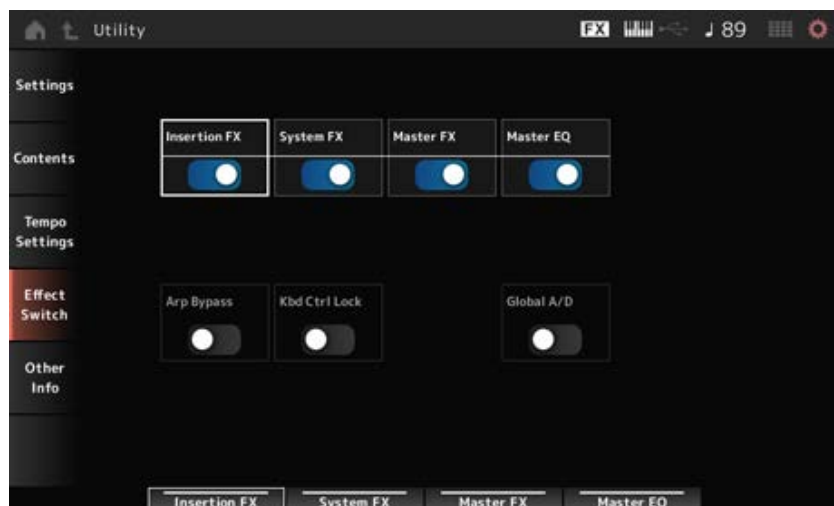 Utility
FX
89
Settings
Contents
Tempo
Settings
Effect
Switch
Other
Info
Insertion FX System FX Master FX Master EQ
Arp Bypass Kbd Ctrl Lock Global A/D
Insertion FX System FX Master FX Master EQ